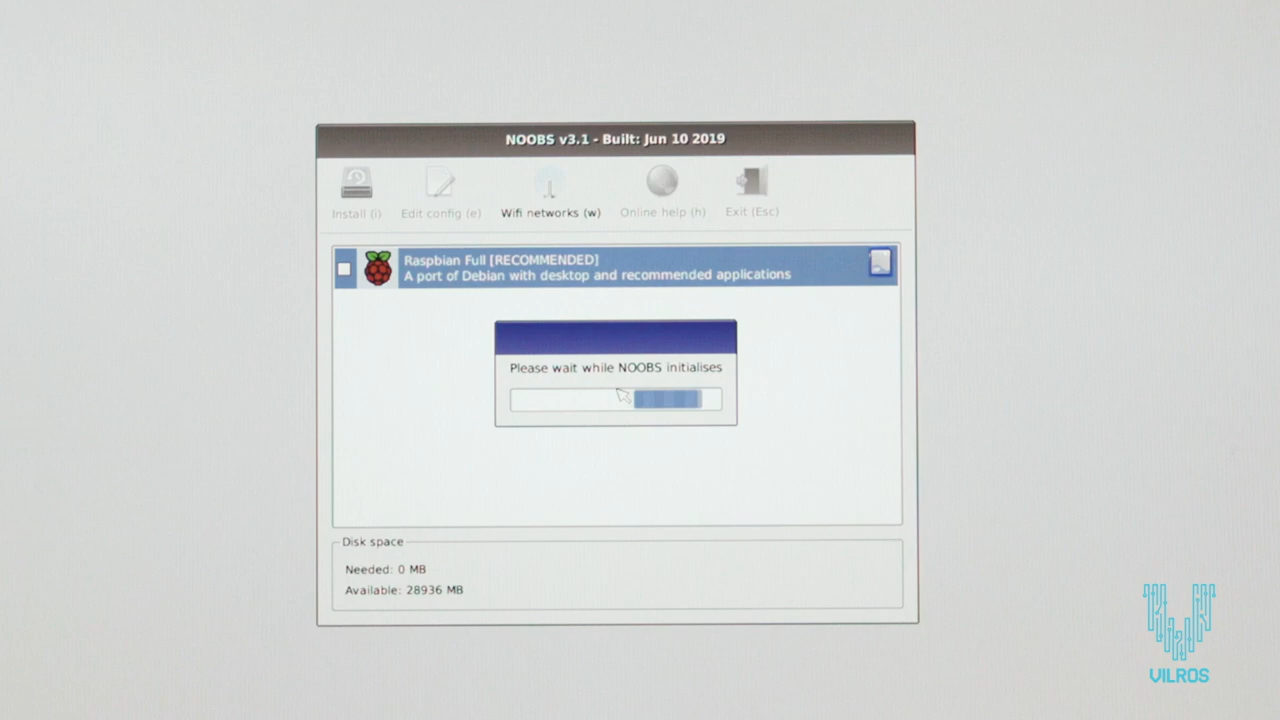 NOOBS v3.1 - Built: Jun 10 2019
Install (i) Edit config (e) Wifi networks (w) Online help (h) Exit (Esc)
Raspbian Full [RECOMMENDED]
A port of Debian with desktop and recommended applications
Please wait while NOOBS initialises
Disk space
Needed: 0 MB
Available: 28936 MB
VILROS